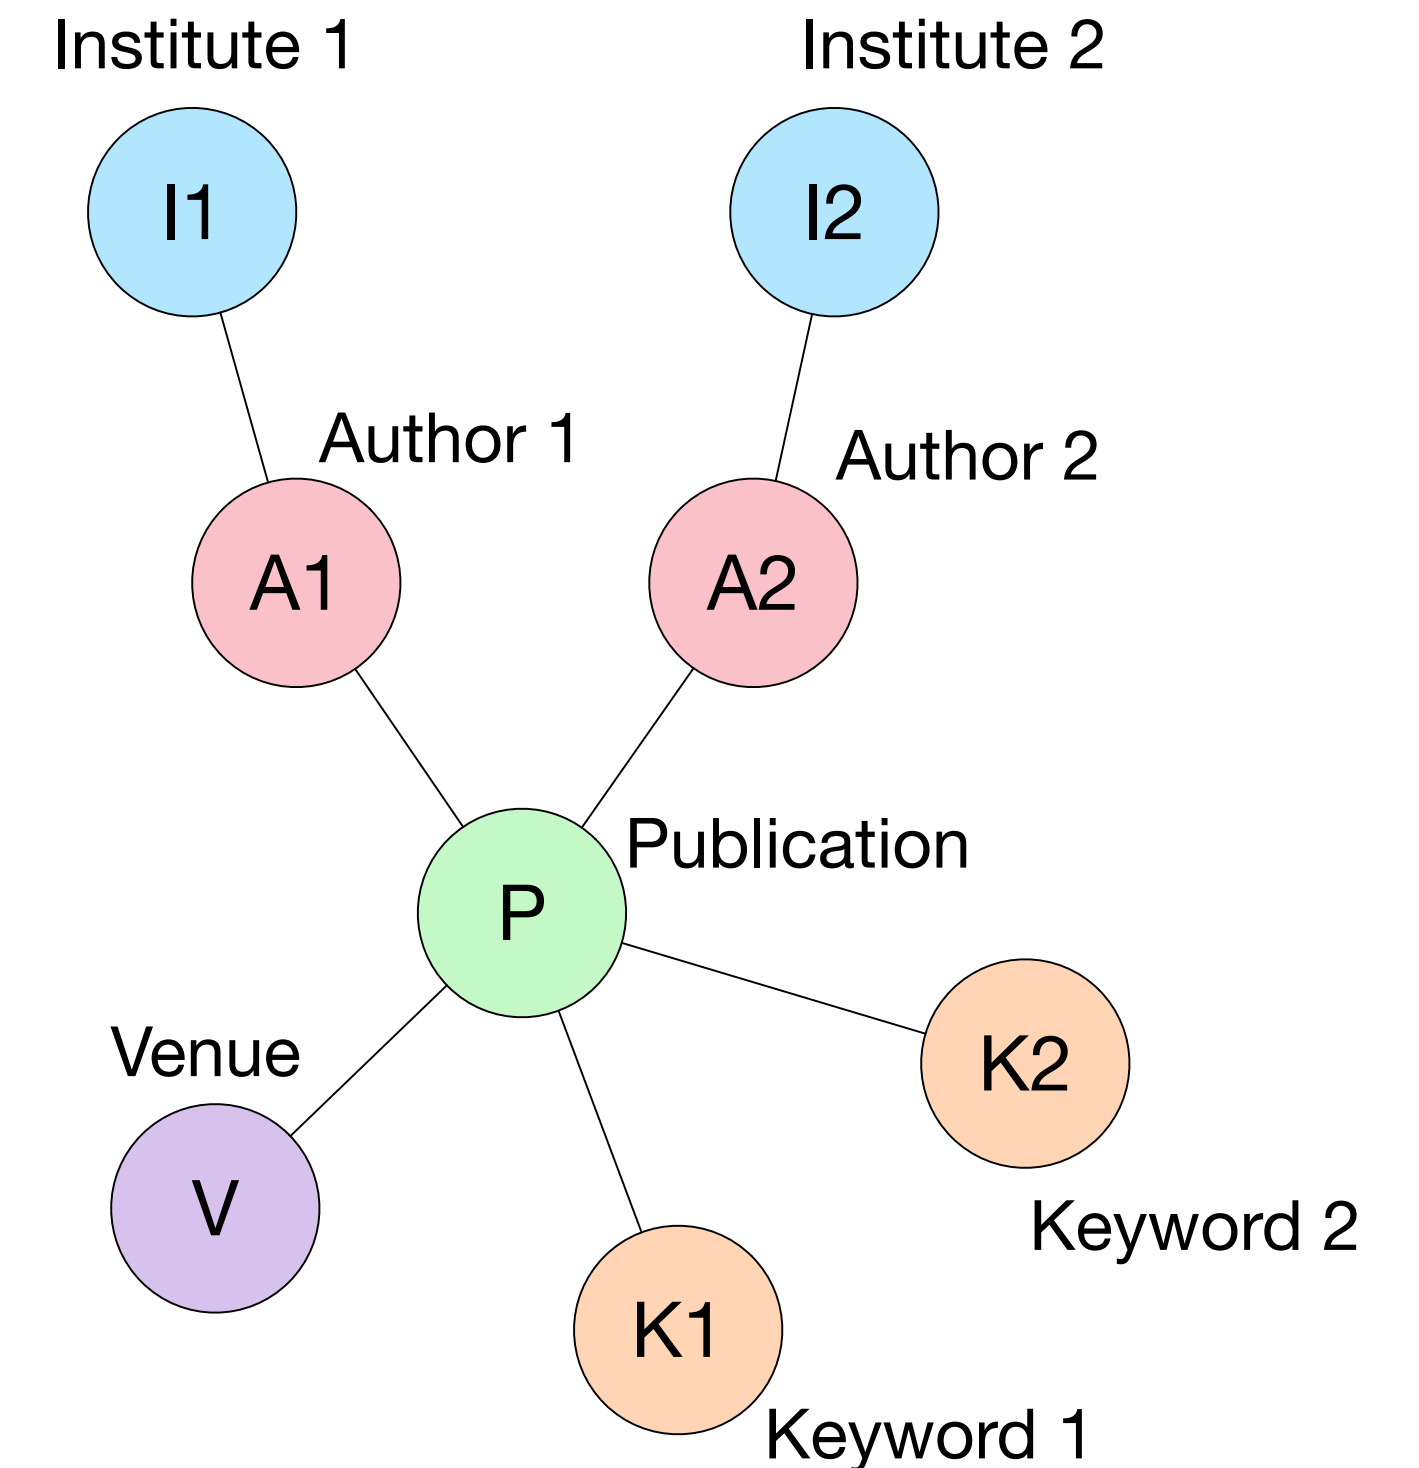 Institute 1
Institute 2
I1
I2
Author 1
Author 2
A1
A2
Publication
P
Venue
K2
V
Keyword 2
K1
Keyword 1